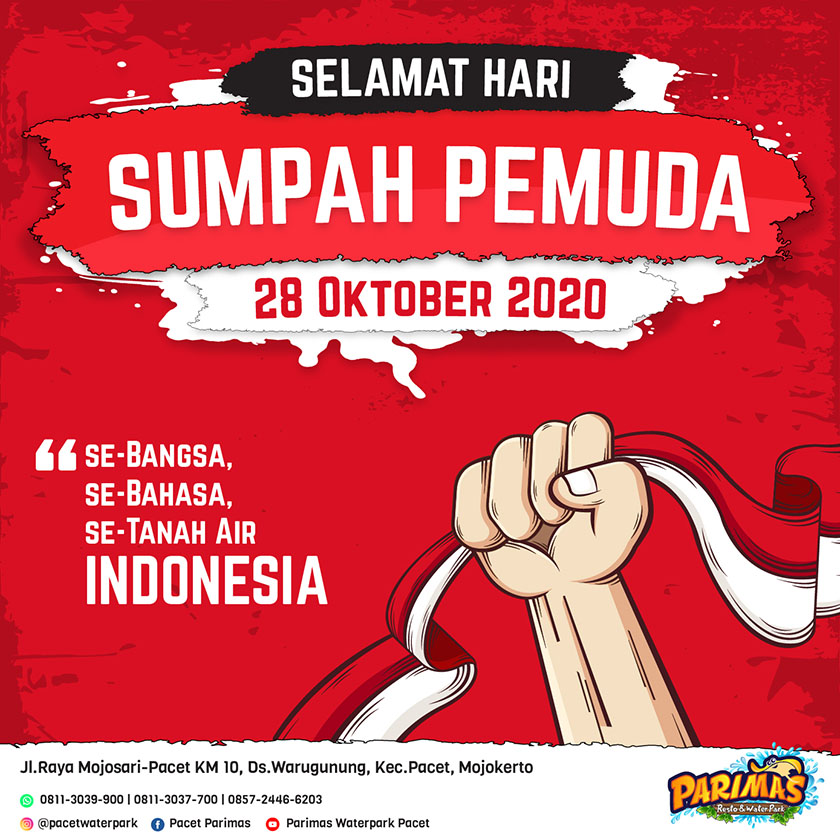 SELAMAT HARI
SUMPAH PEMUDA
28 OKTOBER 2020
“ SE-BANGSA,
SE-BAHASA,
SE-TANAH AIR
INDONESIA
Jl.Raya Mojosari-Pacet KM 10, Ds.Warugunung, Kec.Pacet, Mojokerto
0811-3039-900 | 0811-3037-700 | 0857-2446-6203
@pacetwaterpark Pacet Parimas Parimas Waterpark Pacet
PARIMAS
Resto & Water Park